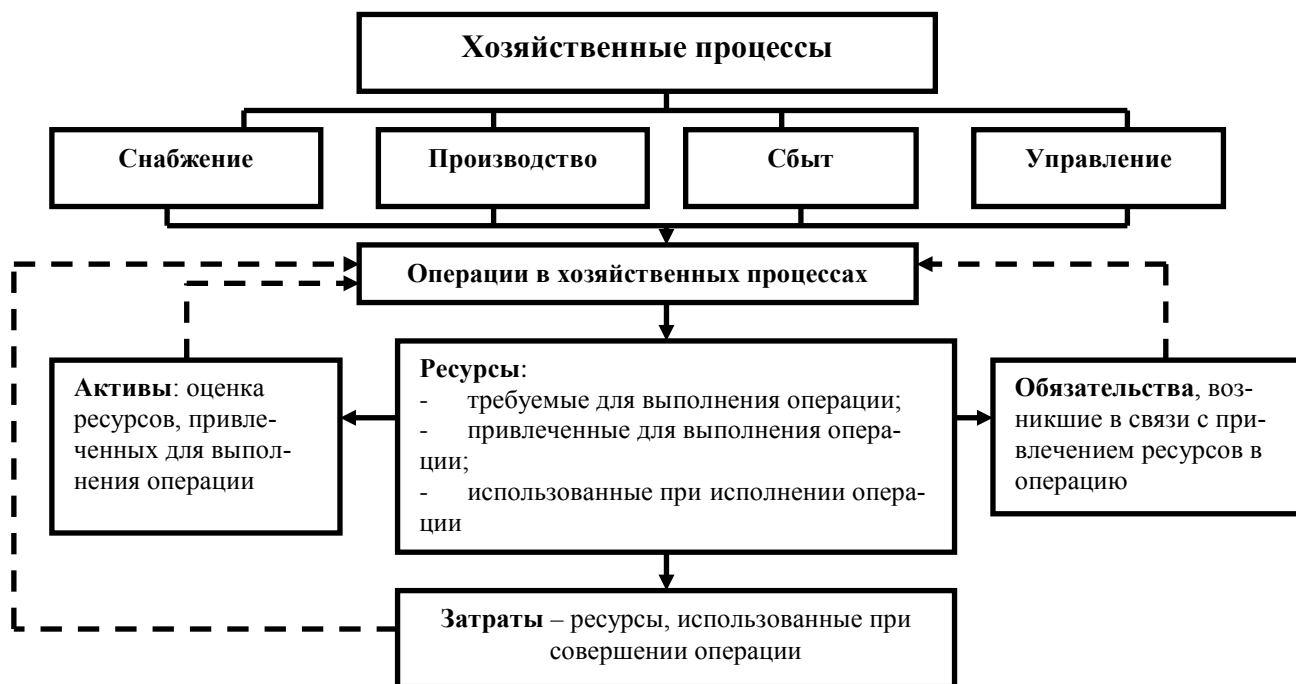 Хозяйственные процессы
Снабжение
Производство
Сбыт
Управление
Операции в хозяйственных процессах
Активы: оценка
ресурсов, привле-
ченных для выпол-
нения операции
Ресурсы:
- требуемые для выполнения операции;
- привлеченные для выполнения опера-
ции;
- использованные при исполнении опера-
ции
Обязательства, воз-
никшие в связи с при-
влечением ресурсов в
операцию
Затраты – ресурсы, использованные при
совершении операции